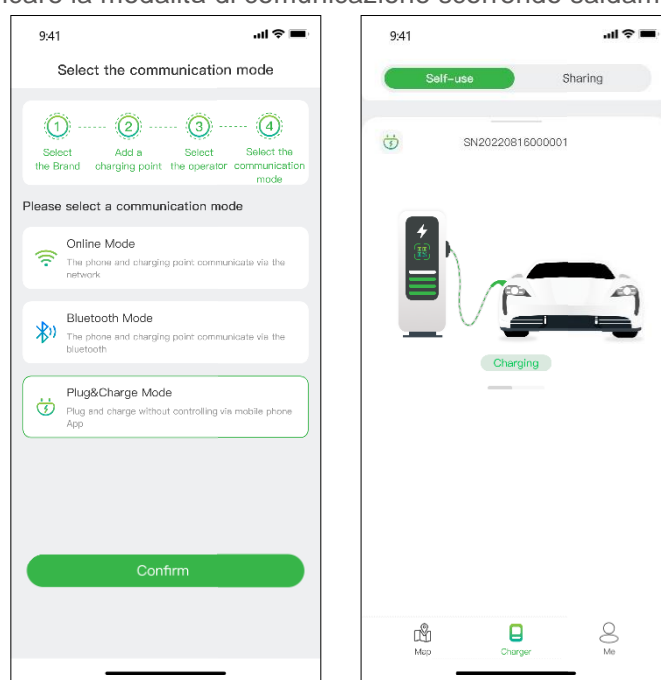 care la modalità di comunicazione scorrendo saldam
9:41
Select the communication mode
1 2 3 4
Select the Brand
Add a charging point
Select the operator
Select the communication mode
Please select a communication mode
Online Mode
The phone and charging point communicate via the
network
Bluetooth Mode
The phone and charging point communicate via the
bluetooth
Plug&Charge Mode
Plug and charge without controlling via mobile phone
App
Confirm
9:41
Self-use Sharing
SN20220816000001
Charging
Map Charger Me